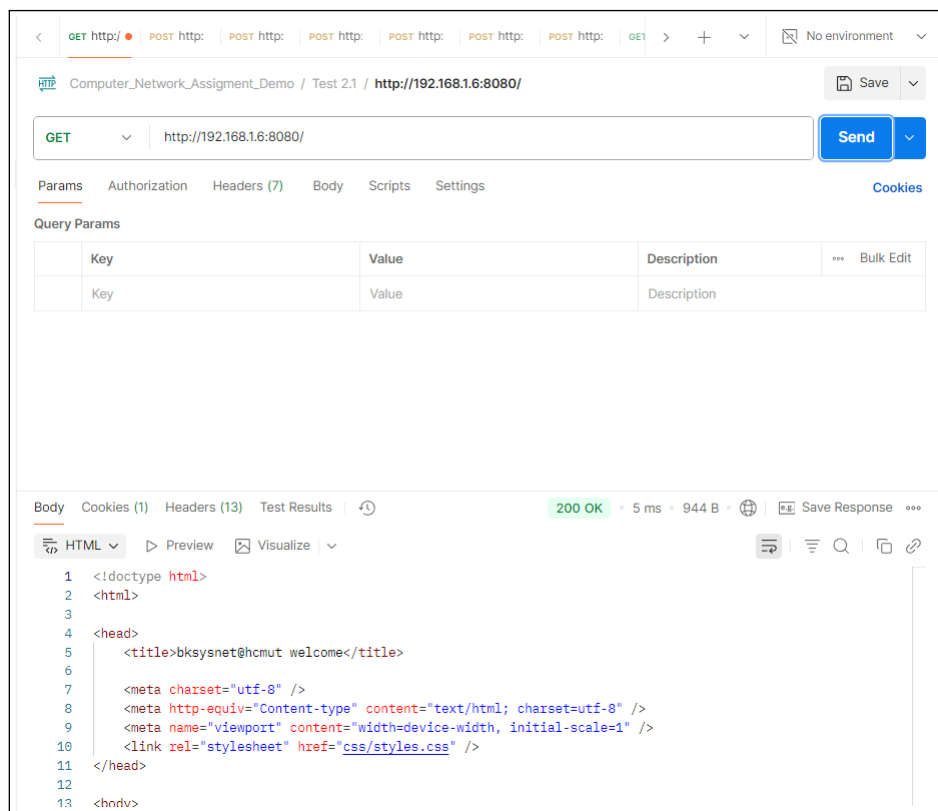 GET http:/ POST http: POST http: POST http: POST http: POST http: POST http: GET No environment
HTTP Computer_Network_Assigment_Demo / Test 2.1 / http://192.168.1.6:8080/ Save
GET http://192.168.1.6:8080/ Send
Params Authorization Headers (7) Body Scripts Settings Cookies
Query Params
Key Value Description Bulk Edit
Key Value Description
Body Cookies (1) Headers (13) Test Results 200 OK 5 ms 944 B e.g. Save Response
HTML Preview Visualize
1 <!doctype html>
2 <html>
3
4 <head>
5 <title>bksysnet@hcmut welcome</title>
6
7 <meta charset="utf-8" />
8 <meta http-equiv="Content-type" content="text/html; charset=utf-8" />
9 <meta name="viewport" content="width=device-width, initial-scale=1" />
10 <link rel="stylesheet" href="css/styles.css" />
11 </head>
12
13 <body>